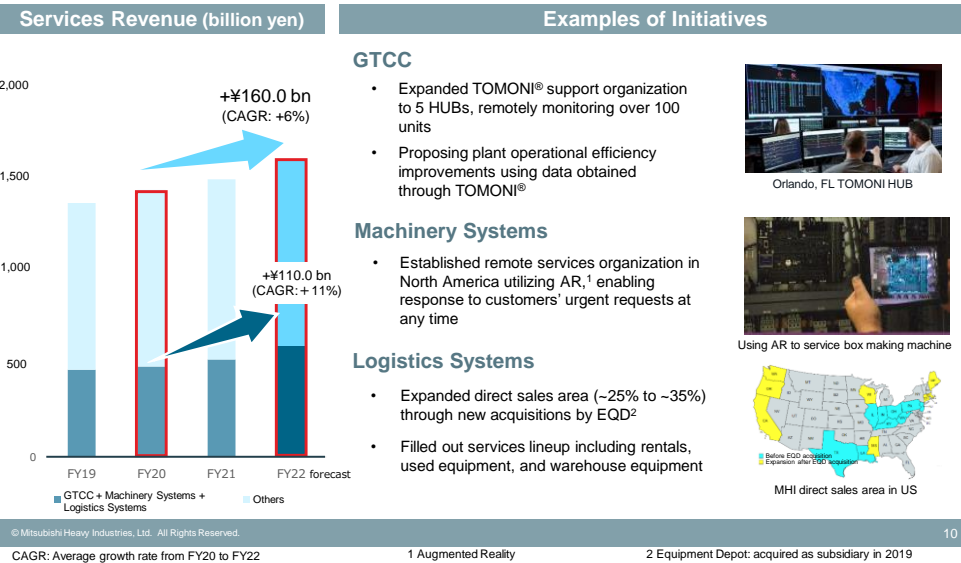 Services Revenue (billion yen)
Examples of Initiatives
2,000
1,500
1,000
500
0
+¥160.0 bn
(CAGR: +6%)
+¥110.0 bn
(CAGR:+11%)
FY19
FY20
FY21
FY22 forecast
GTCC + Machinery Systems +
Logistics Systems
Others
GTCC
• Expanded TOMONI® support organization
to 5 HUBs, remotely monitoring over 100
units
• Proposing plant operational efficiency
improvements using data obtained
through TOMONI®
Orlando, FL TOMONI HUB
Machinery Systems
• Established remote services organization in
North America utilizing AR,1 enabling
response to customers' urgent requests at
any time
Using AR to service box making machine
Logistics Systems
• Expanded direct sales area (~25% to ~35%)
through new acquisitions by EQD2
• Filled out services lineup including rentals,
used equipment, and warehouse equipment
Before EQD acquisition
Expansion after EQD acquisition
MHI direct sales area in US
© Mitsubishi Heavy Industries, Ltd. All Rights Reserved.
10
CAGR: Average growth rate from FY20 to FY22
1 Augmented Reality
2 Equipment Depot: acquired as subsidiary in 2019